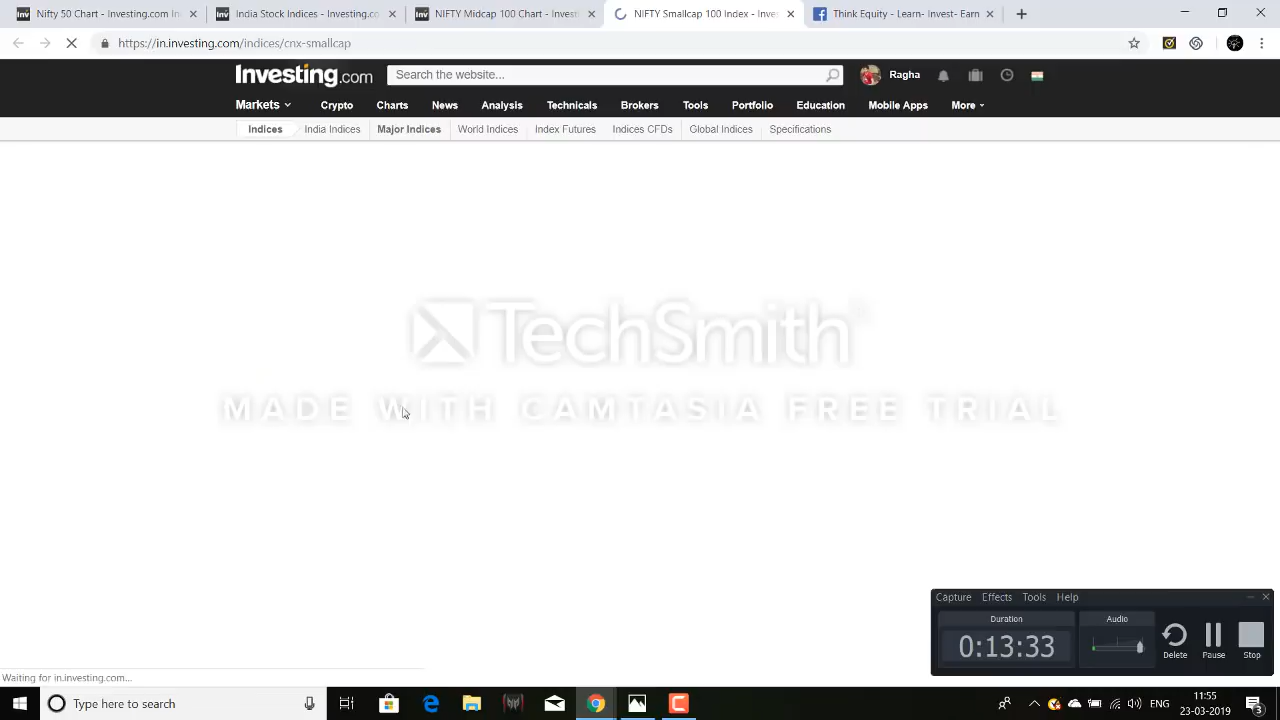 Nifty 50 Chart - Investing.com In
India Stock Indices - Investing.co
NIFTY Midcap 100 Chart - Investi
NIFTY Smallcap 100 Index - Inves
Think Equity - Learn- Invest- Earn
https://in.investing.com/indices/cnx-smallcap
Investing.com
Search the website...
Ragha
Markets
Crypto
Charts
News
Analysis
Technicals
Brokers
Tools
Portfolio
Education
Mobile Apps
More
Indices
India Indices
Major Indices
World Indices
Index Futures
Indices CFDs
Global Indices
Specifications
TechSmith
MADE WITH CAMTASIA FREE TRIAL
Capture Effects Tools Help
Duration
Audio
0:13:33
Delete
Pause
Stop
Waiting for in.investing.com...
Type here to search
ENG
11:55
23-03-2019
3